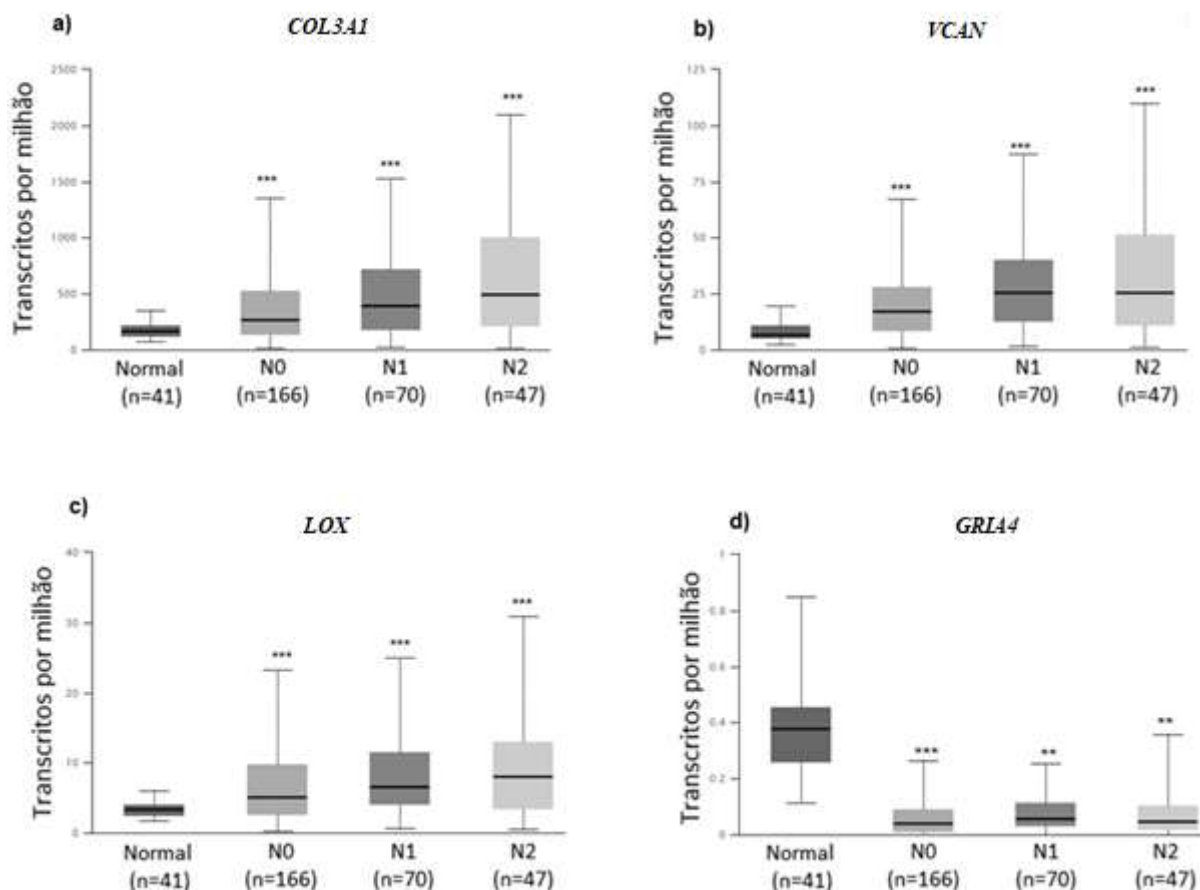 a)
COL3A1
Transcritos por milhão
2500
2000
1500
1000
500
0
***
***
***
Normal
(n=41)
N0
(n=166)
N1
(n=70)
N2
(n=47)
b)
VCAN
Transcritos por milhão
125
100
75
50
25
0
***
***
***
Normal
(n=41)
N0
(n=166)
N1
(n=70)
N2
(n=47)
c)
LOX
Transcritos por milhão
40
30
20
10
0
***
***
***
Normal
(n=41)
N0
(n=166)
N1
(n=70)
N2
(n=47)
d)
GRIA4
Transcritos por milhão
1
0.8
0.6
0.4
0.2
0
***
**
**
Normal
(n=41)
N0
(n=166)
N1
(n=70)
N2
(n=47)